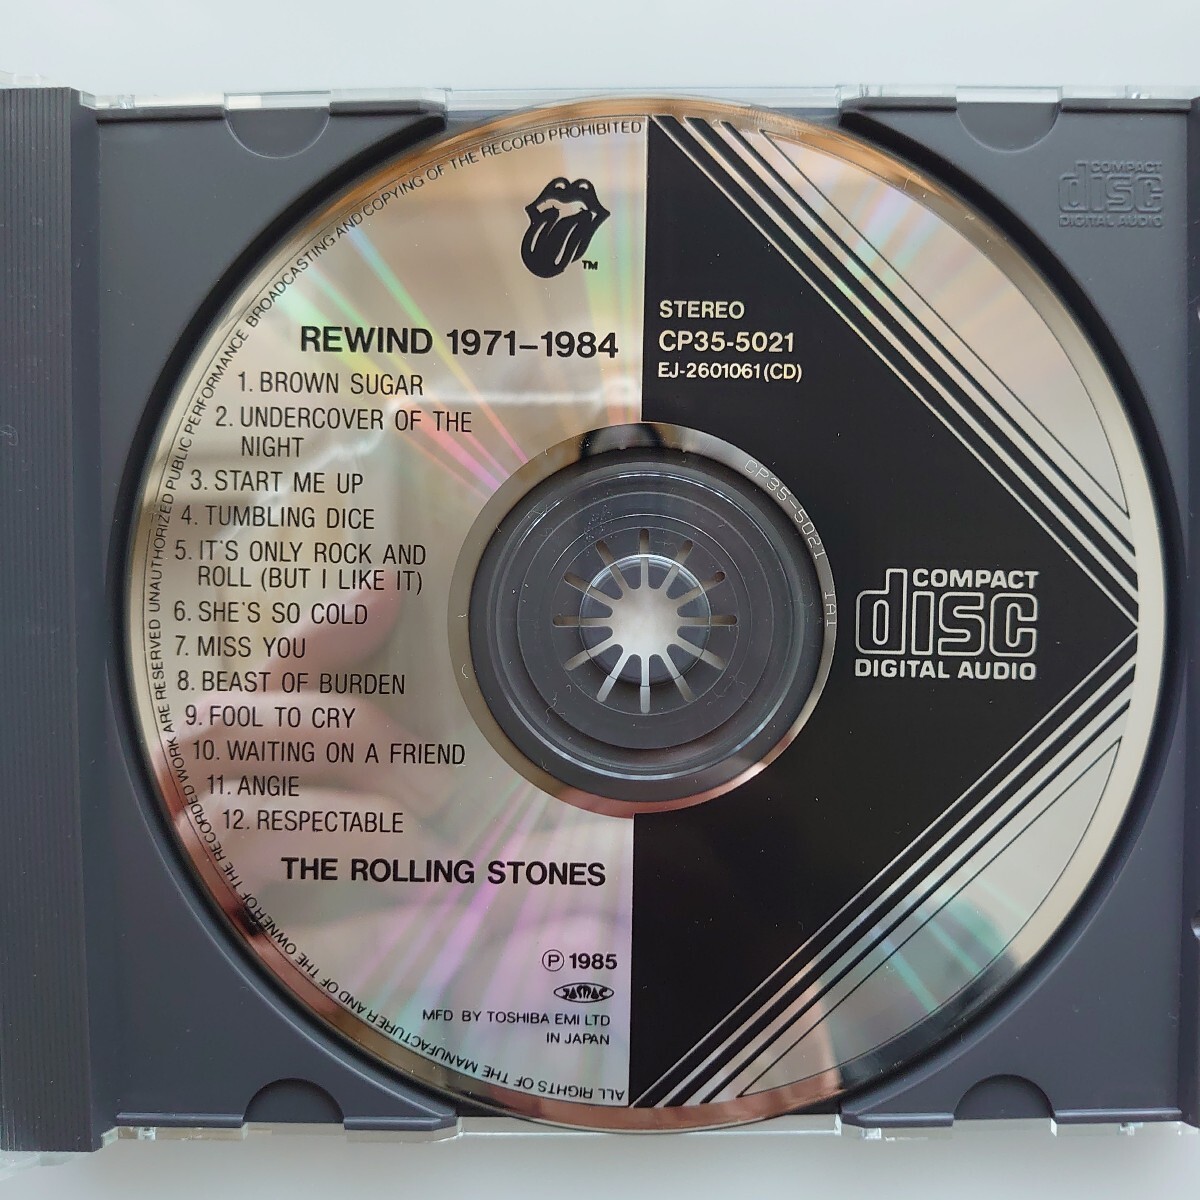 ALL RIGHTS OF THE MANUFACTURER AND OF THE OWNER OF THE RECORDED WORK ARE RESERVED UNAUTHORIZED PUBLIC PERFORMANCE BROADCASTING AND COPYING OF THE RECORD PROHIBITED
TM
REWIND 1971–1984
1. BROWN SUGAR
2. UNDERCOVER OF THE
NIGHT
3. START ME UP
4. TUMBLING DICE
5. IT'S ONLY ROCK AND
ROLL (BUT I LIKE IT)
6. SHE'S SO COLD
7. MISS YOU
8. BEAST OF BURDEN
9. FOOL TO CRY
10. WAITING ON A FRIEND
11. ANGIE
12. RESPECTABLE
THE ROLLING STONES
Ⓟ 1985
JASRAC
MFD BY TOSHIBA EMI LTD
IN JAPAN
STEREO
CP35-5021
EJ-2601061(CD)
CP35-5021 1A1
COMPACT
disc
DIGITAL AUDIO
COMPACT
disc
DIGITAL AUDIO